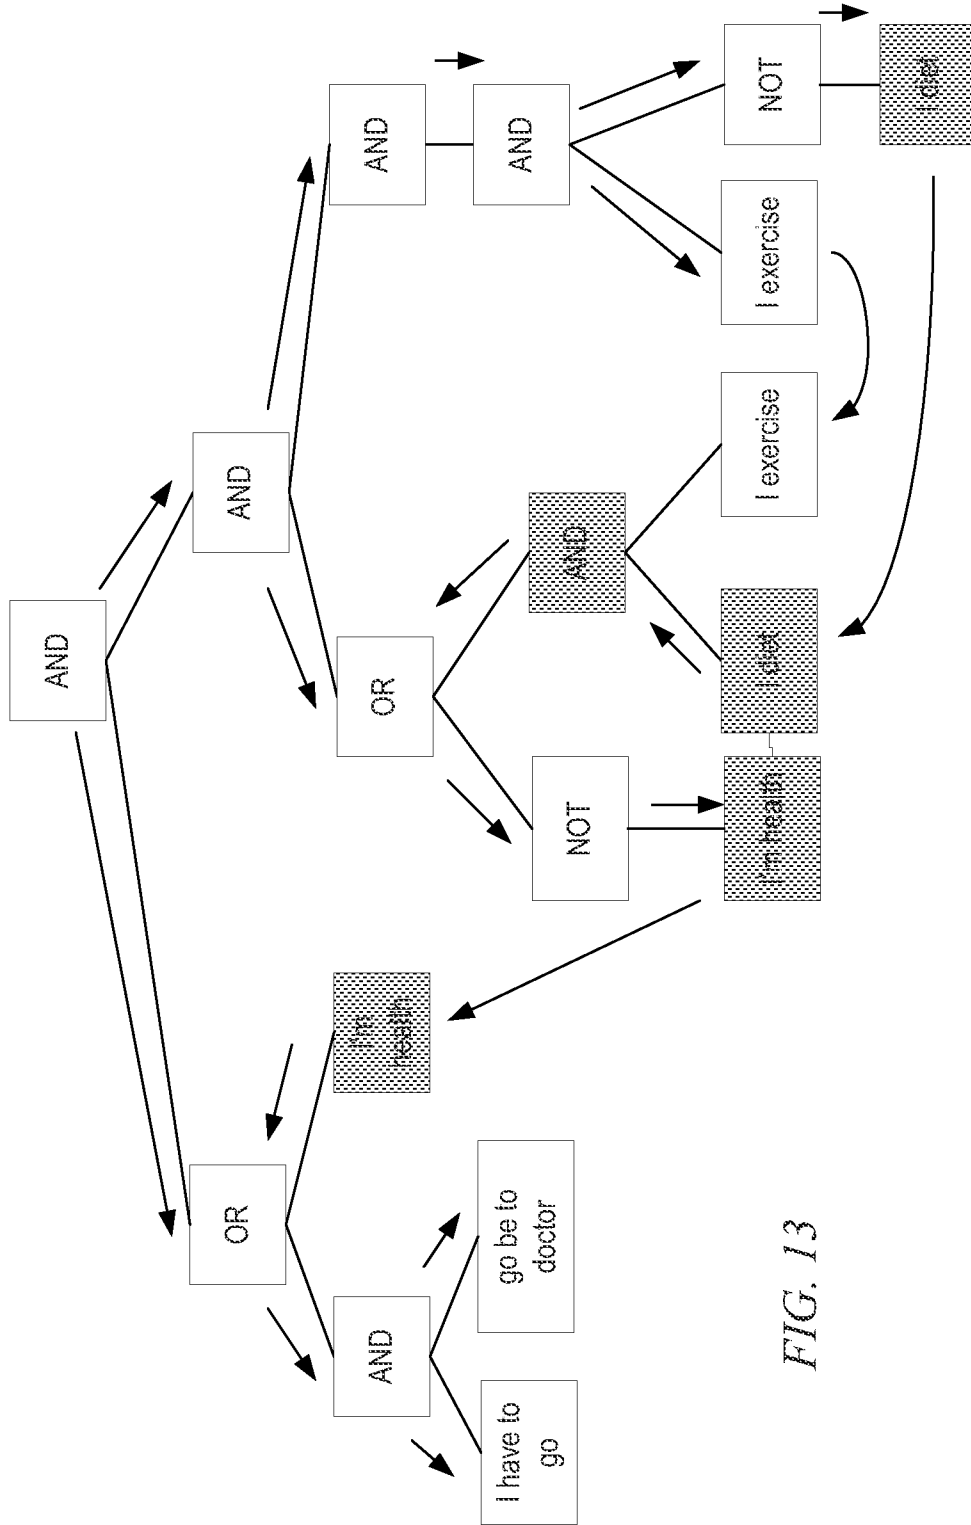 AND
OR
AND
AND
I'm
health
OR
AND
I have to
go
go be to
doctor
NOT
AND
AND
I'm health
I diet
I exercise
I exercise
NOT
I diet
FIG. 13